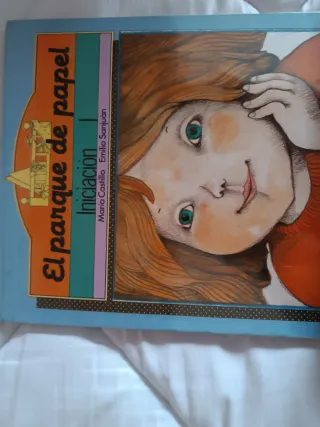 El parque de papel
Iniciación 1
María Castillo Emilio Sanjuán